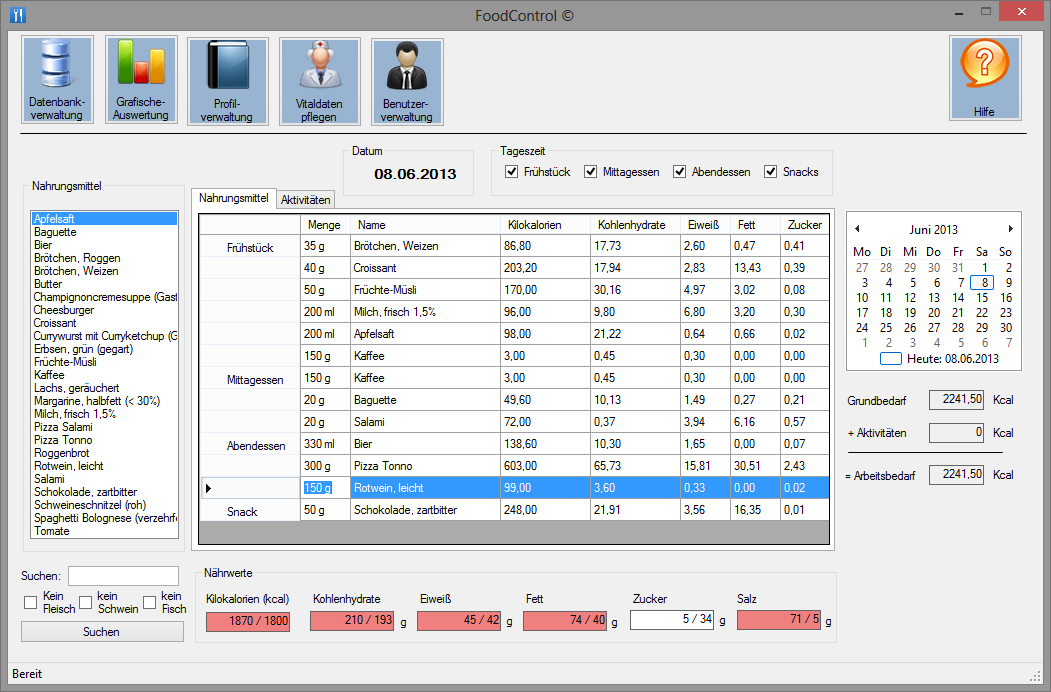 FoodControl ©
Datenbank-
verwaltung
Grafische-
Auswertung
Profil-
verwaltung
Vitaldaten
pflegen
Benutzer-
verwaltung
Hilfe
Datum
08.06.2013
Tageszeit
Frühstück Mittagessen Abendessen Snacks
Nahrungsmittel
Apfelsaft
Baguette
Bier
Brötchen, Roggen
Brötchen, Weizen
Butter
Champignoncremesuppe (Gast
Cheesburger
Croissant
Currywurst mit Curryketchup (G
Erbsen, grün (gegart)
Früchte-Müsli
Kaffee
Lachs, geräuchert
Margarine, halbfett (< 30%)
Milch, frisch 1,5%
Pizza Salami
Pizza Tonno
Roggenbrot
Rotwein, leicht
Salami
Schokolade, zartbitter
Schweineschnitzel (roh)
Spaghetti Bolognese (verzehrfe
Tomate
Nahrungsmittel Aktivitäten
Menge Name Kilokalorien Kohlenhydrate Eiweiß Fett Zucker
Frühstück 35 g Brötchen, Weizen 86,80 17,73 2,60 0,47 0,41
40 g Croissant 203,20 17,94 2,83 13,43 0,39
50 g Früchte-Müsli 170,00 30,16 4,97 3,02 0,08
200 ml Milch, frisch 1,5% 96,00 9,80 6,80 3,20 0,30
200 ml Apfelsaft 98,00 21,22 0,64 0,66 0,02
150 g Kaffee 3,00 0,45 0,30 0,00 0,00
Mittagessen 150 g Kaffee 3,00 0,45 0,30 0,00 0,00
20 g Baguette 49,60 10,13 1,49 0,27 0,21
20 g Salami 72,00 0,37 3,94 6,16 0,57
Abendessen 330 ml Bier 138,60 10,30 1,65 0,00 0,07
300 g Pizza Tonno 603,00 65,73 15,81 30,51 2,43
150 g Rotwein, leicht 99,00 3,60 0,33 0,00 0,02
Snack 50 g Schokolade, zartbitter 248,00 21,91 3,56 16,35 0,01
Juni 2013
Mo Di Mi Do Fr Sa So
27 28 29 30 31 1 2
3 4 5 6 7 8 9
10 11 12 13 14 15 16
17 18 19 20 21 22 23
24 25 26 27 28 29 30
1 2 3 4 5 6 7
Heute: 08.06.2013
Grundbedarf 2241,50 Kcal
+ Aktivitäten 0 Kcal
= Arbeitsbedarf 2241,50 Kcal
Suchen:
Kein
Fleisch
kein
Schwein
kein
Fisch
Suchen
Nährwerte
Kilokalorien (kcal) Kohlenhydrate Eiweiß Fett Zucker Salz
1870 / 1800 210 / 193 g 45 / 42 g 74 / 40 g 5 / 34 g 71 / 5 g
Bereit